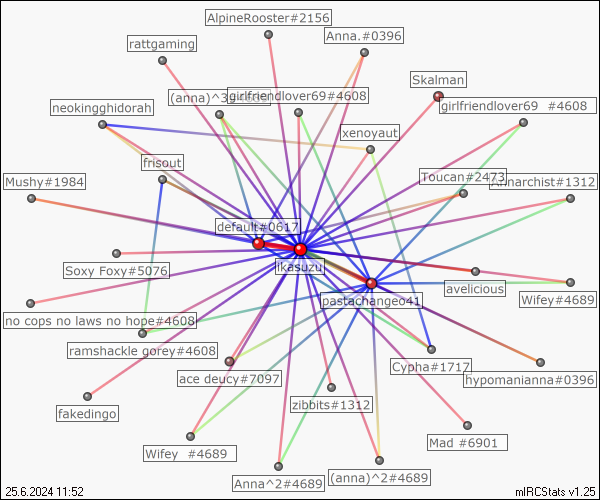 AlpineRooster#2156
Anna.#0396
rattgaming
Skalman
(anna)^3
girlfriendlover69#4608
girlfriendlover69 #4608
neokingghidorah
xenoyaut
frisout
Toucan#2473
Annarchist#1312
Mushy#1984
default#0617
ikasuzu
Soxy Foxy#5076
avelicious
Wifey#4689
pastachangeo41
no cops no laws no hope#4608
ramshackle gorey#4608
Cypha#1717
hypomanianna#0396
ace deucy#7097
zibbits#1312
fakedingo
Mad #6901
Wifey #4689
Anna^2#4689
(anna)^2#4689
25.6.2024 11:52
mIRCStats v1.25